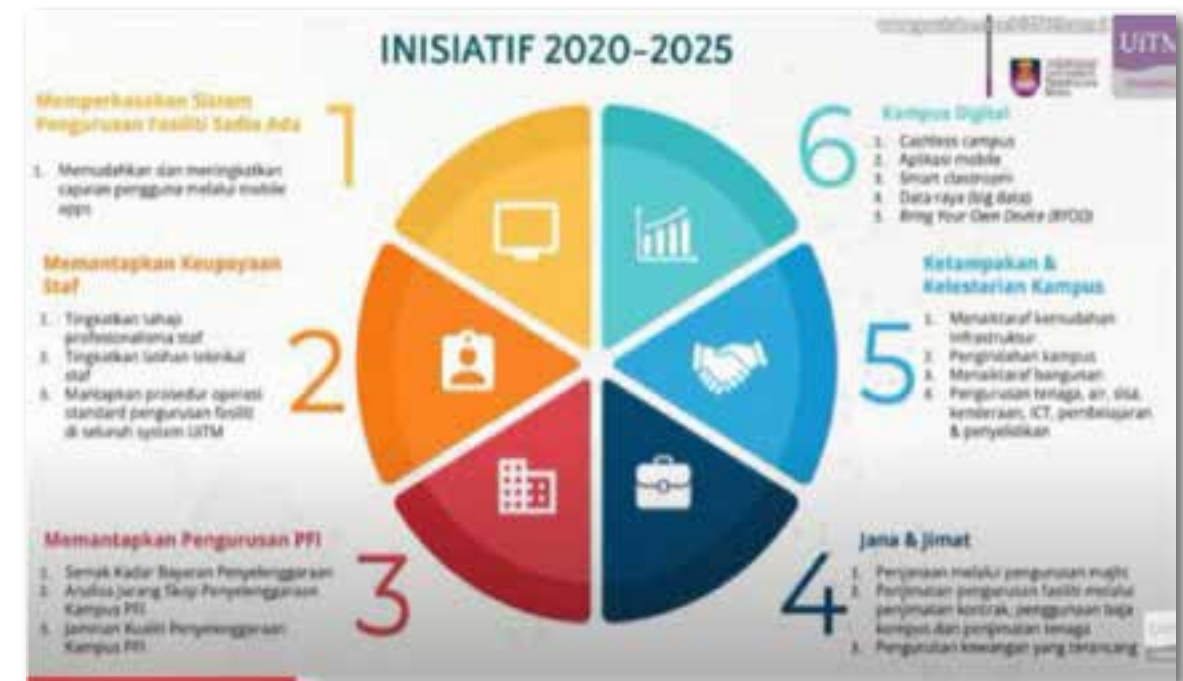 INISIATIF 2020-2025
UiTM
Memperkasakan Sistem
Pengurusan Fasiliti Sedia Ada
1
1. Memudahkan dan meningkatkan
capaian pengguna melalui mobile
apps
Memantapkan Keupayaan
Staf
2
1. Tingkatkan tahap
profesionalisma staf
2. Tingkatkan latihan teknikal
staf
3. Mantapkan prosedur operasi
standard pengurusan fasiliti
di seluruh system UiTM
Memantapkan Pengurusan PFI
3
1. Semak Kadar Bayaran Penyelenggaraan
2. Analisa Jurang Skop Penyelenggaraan
Kampus PFI
3. Jaminan Kualiti Penyelenggaraan
Kampus PFI
6
Kampus Digital
1. Cashless campus
2. Aplikasi mobile
3. Smart classroom
4. Data raya (big data)
5. Bring Your Own Device (BYOD)
5
Ketampakan &
Kelestarian Kampus
1. Menaiktaraf kemudahan
infrastruktur
2. Pengindahan kampus
3. Menaiktaraf bangunan
4. Pengurusan tenaga, air, sisa,
kenderaan, ICT, pembelajaran
& penyelidikan
4
Jana & Jimat
1. Penjanaan melalui pengurusan
2. Penjimatan pengurusan fasiliti melalui
penjimatan kontrak, penggunaan baja
kompos dan penjimatan tenaga
3. Pengurusan kewangan yang terancang